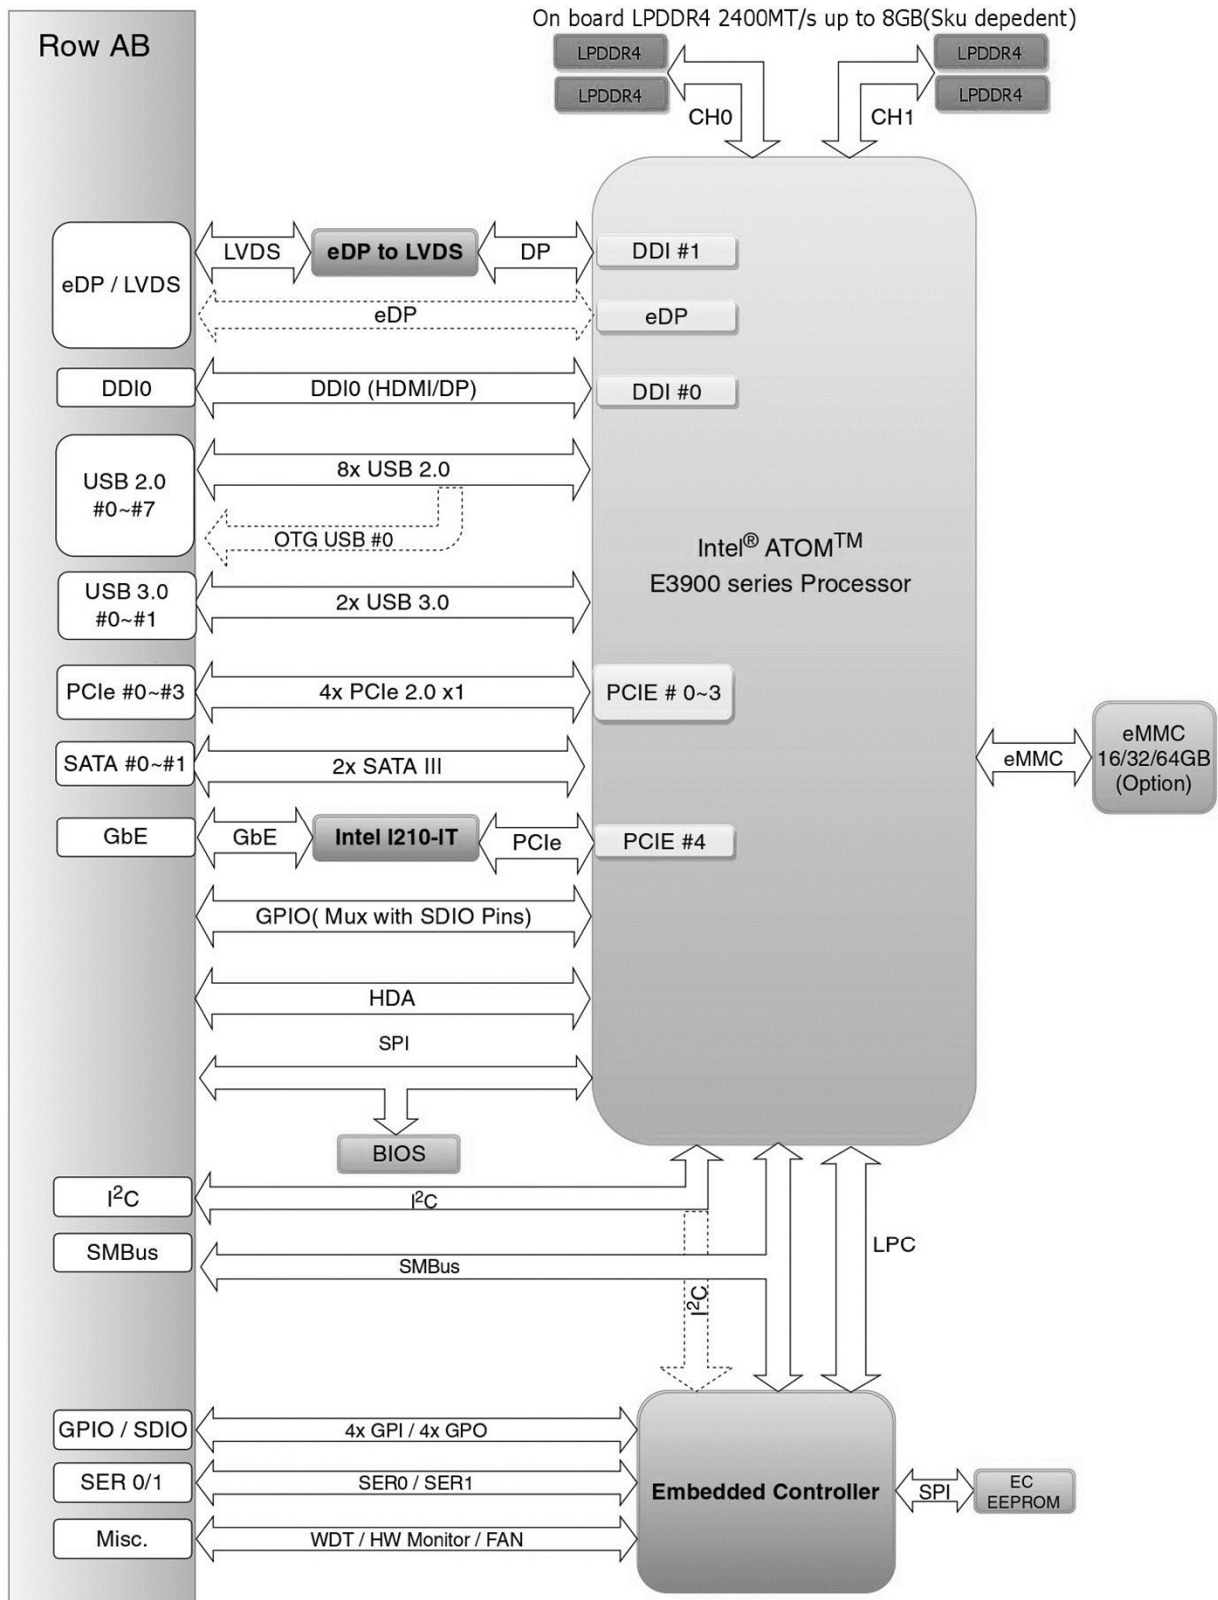 On board LPDDR4 2400MT/s up to 8GB(Sku depedent)
Row AB
LPDDR4
LPDDR4
LPDDR4
LPDDR4
CH0
CH1
eDP / LVDS
LVDS
eDP to LVDS
DP
DDI #1
eDP
eDP
DDI0
DDI0 (HDMI/DP)
DDI #0
USB 2.0
#0~#7
8x USB 2.0
OTG USB #0
Intel® ATOM™
E3900 series Processor
USB 3.0
#0~#1
2x USB 3.0
PCIe #0~#3
4x PCIe 2.0 x1
PCIE # 0~3
SATA #0~#1
2x SATA III
eMMC
eMMC
16/32/64GB
(Option)
GbE
GbE
Intel I210-IT
PCIe
PCIE #4
GPIO( Mux with SDIO Pins)
HDA
SPI
BIOS
I²C
I²C
SMBus
SMBus
I²C
LPC
GPIO / SDIO
4x GPI / 4x GPO
SER 0/1
SER0 / SER1
Embedded Controller
SPI
EC
EEPROM
Misc.
WDT / HW Monitor / FAN